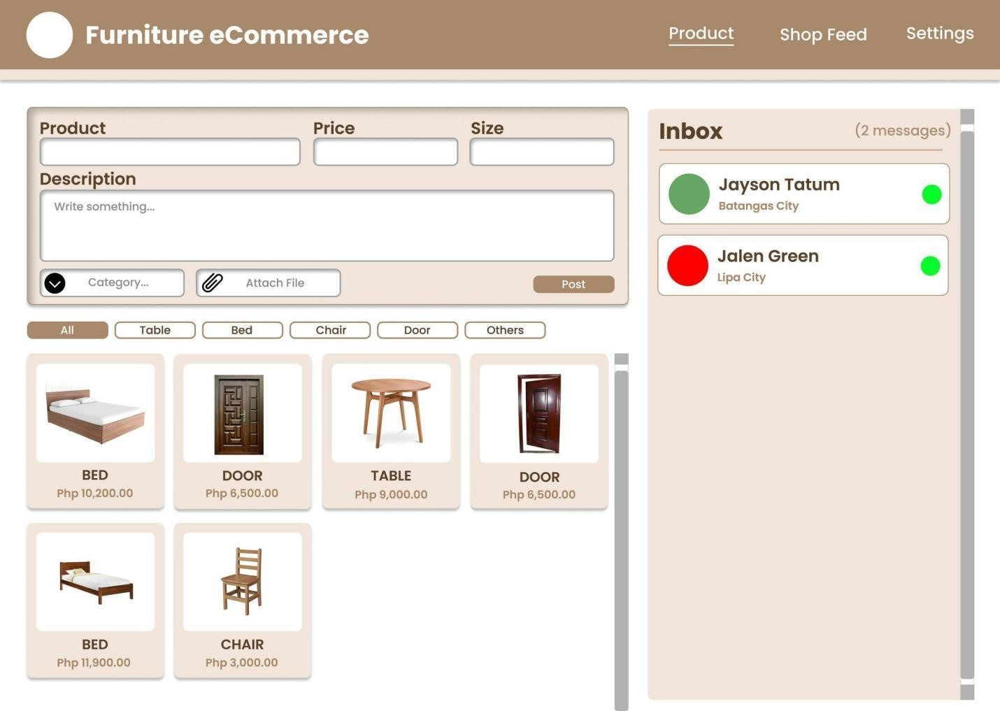 Furniture eCommerce
Product
Shop Feed
Settings
Product
Price
Size
Description
Write something...
Category...
Attach File
Post
All
Table
Bed
Chair
Door
Others
BED
Php 10,200.00
DOOR
Php 6,500.00
TABLE
Php 9,000.00
DOOR
Php 6,500.00
BED
Php 11,900.00
CHAIR
Php 3,000.00
Inbox
(2 messages)
Jayson Tatum
Batangas City
Jalen Green
Lipa City